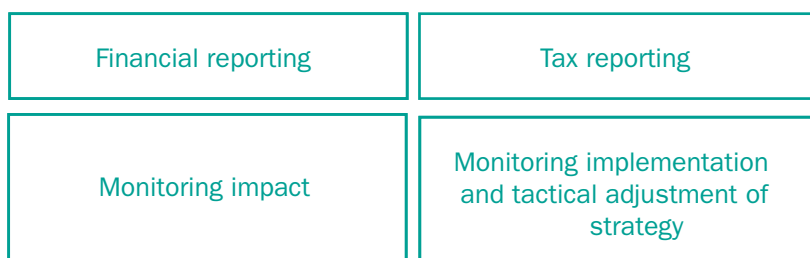 Financial reporting
Tax reporting
Monitoring impact
Monitoring implementation
and tactical adjustment of
strategy